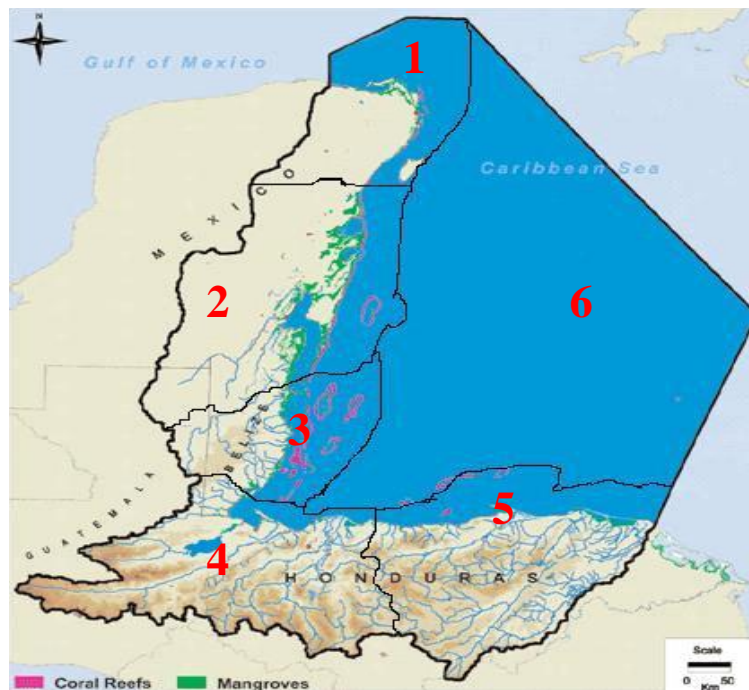 N
1
Gulf of Mexico
Caribbean Sea
MEXICO
2
6
3
BELIZE
GUATEMALA
5
4
HONDURAS
Scale
0 50
Km
Coral Reefs Mangroves